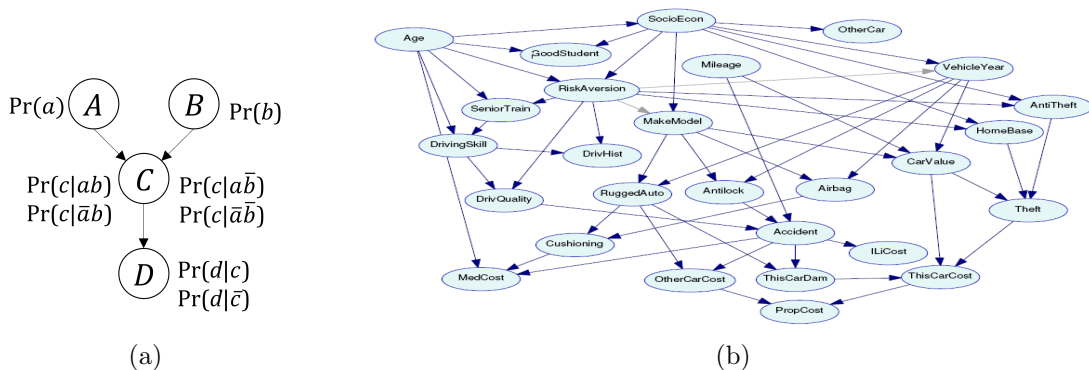 A
B
Pr(a)
Pr(b)
C
Pr(c|ab)
Pr(c|āb)
Pr(c|ab̄)
Pr(c|āb̄)
D
Pr(d|c)
Pr(d|c̄)
(a)
SocioEcon
Age
OtherCar
GoodStudent
Mileage
VehicleYear
RiskAversion
SeniorTrain
MakeModel
AntiTheft
HomeBase
DrivingSkill
DrivHist
CarValue
DrivQuality
RuggedAuto
Antilock
Airbag
Theft
Accident
Cushioning
ILiCost
MedCost
OtherCarCost
ThisCarDam
ThisCarCost
PropCost
(b)